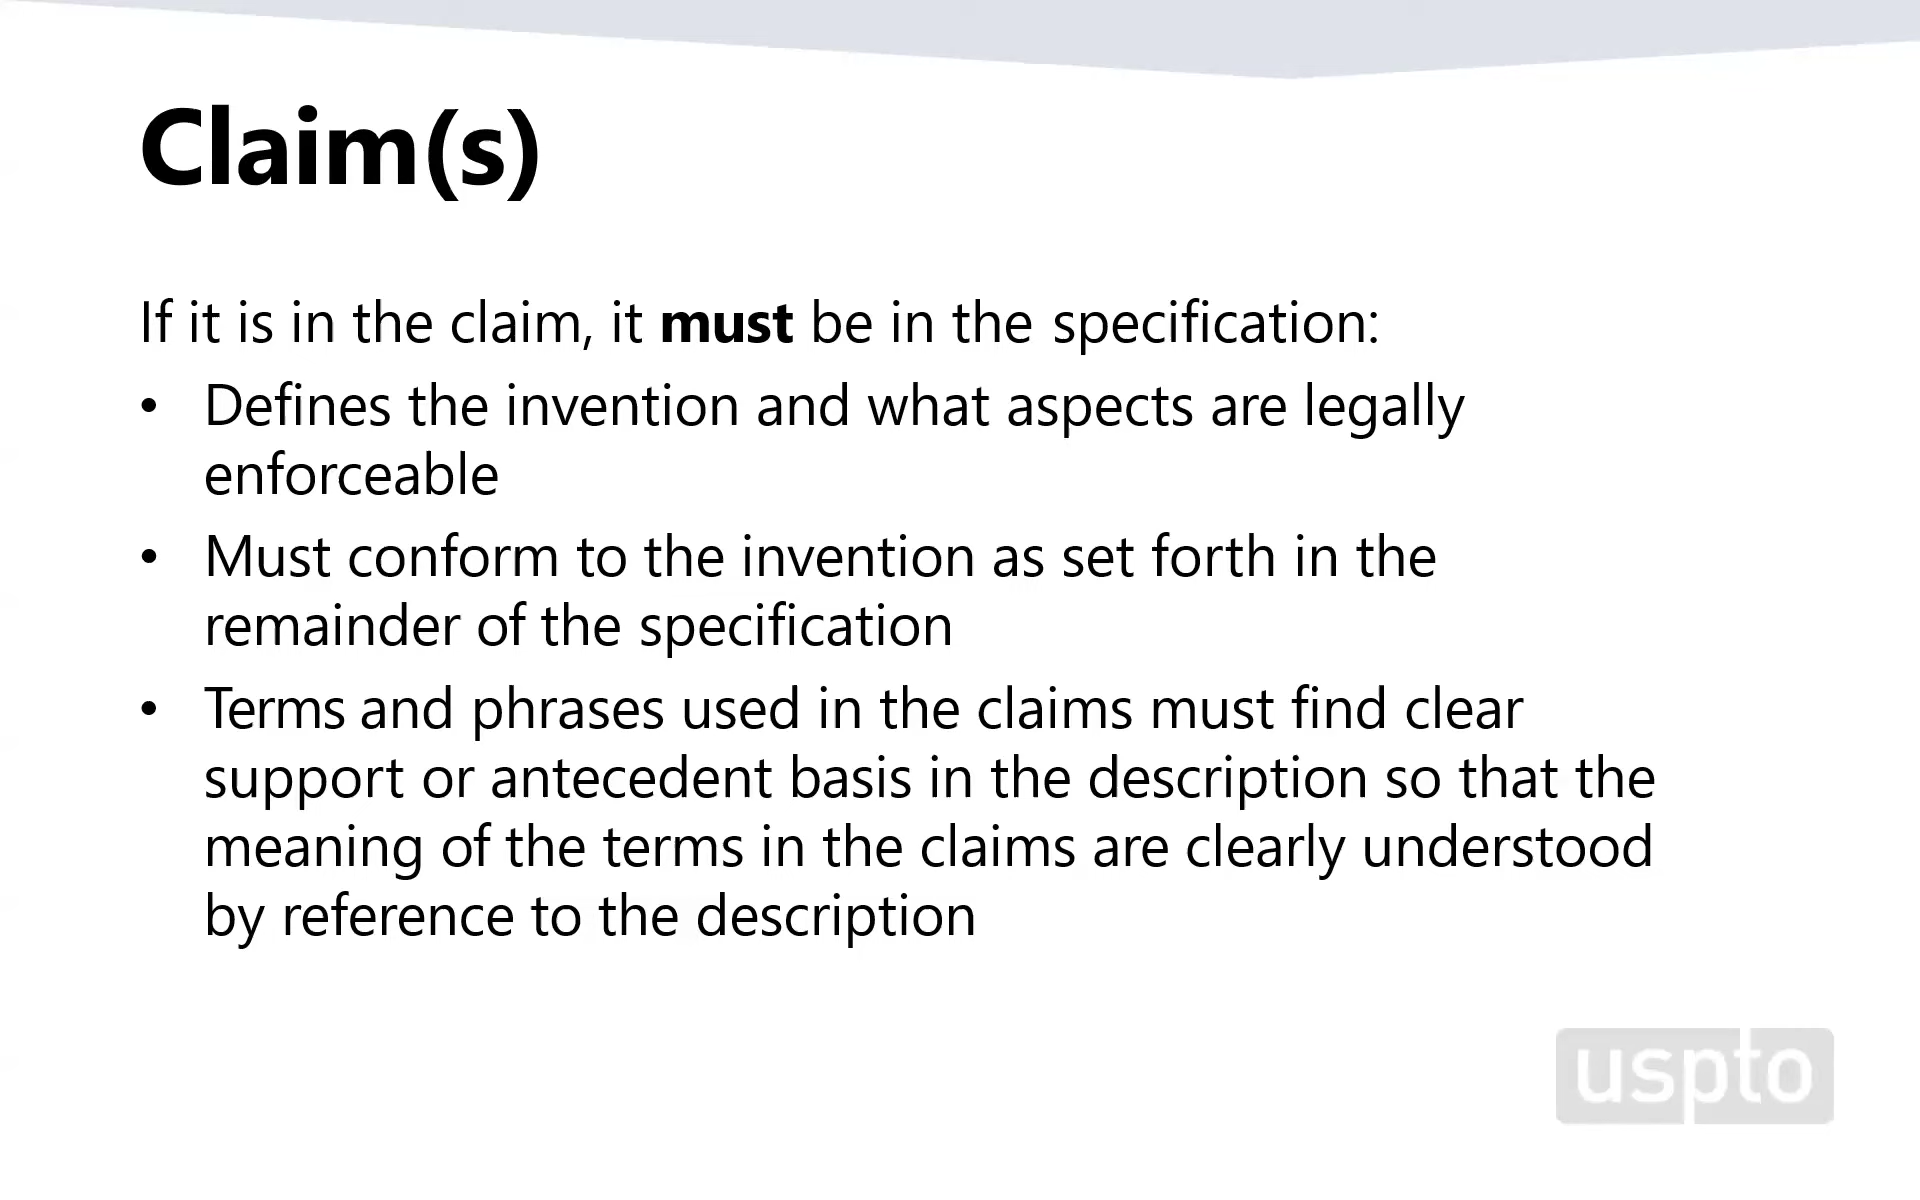 Claim(s)
If it is in the claim, it must be in the specification:
• Defines the invention and what aspects are legally
enforceable
• Must conform to the invention as set forth in the
remainder of the specification
• Terms and phrases used in the claims must find clear
support or antecedent basis in the description so that the
meaning of the terms in the claims are clearly understood
by reference to the description
uspto